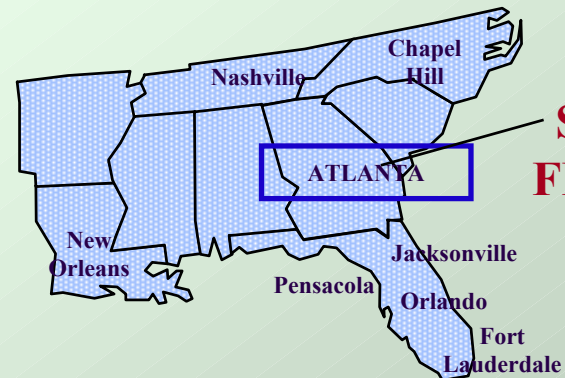 Chapel
Hill
Nashville
ATLANTA
New
Orleans
Jacksonville
Pensacola
Orlando
Fort
Lauderdale